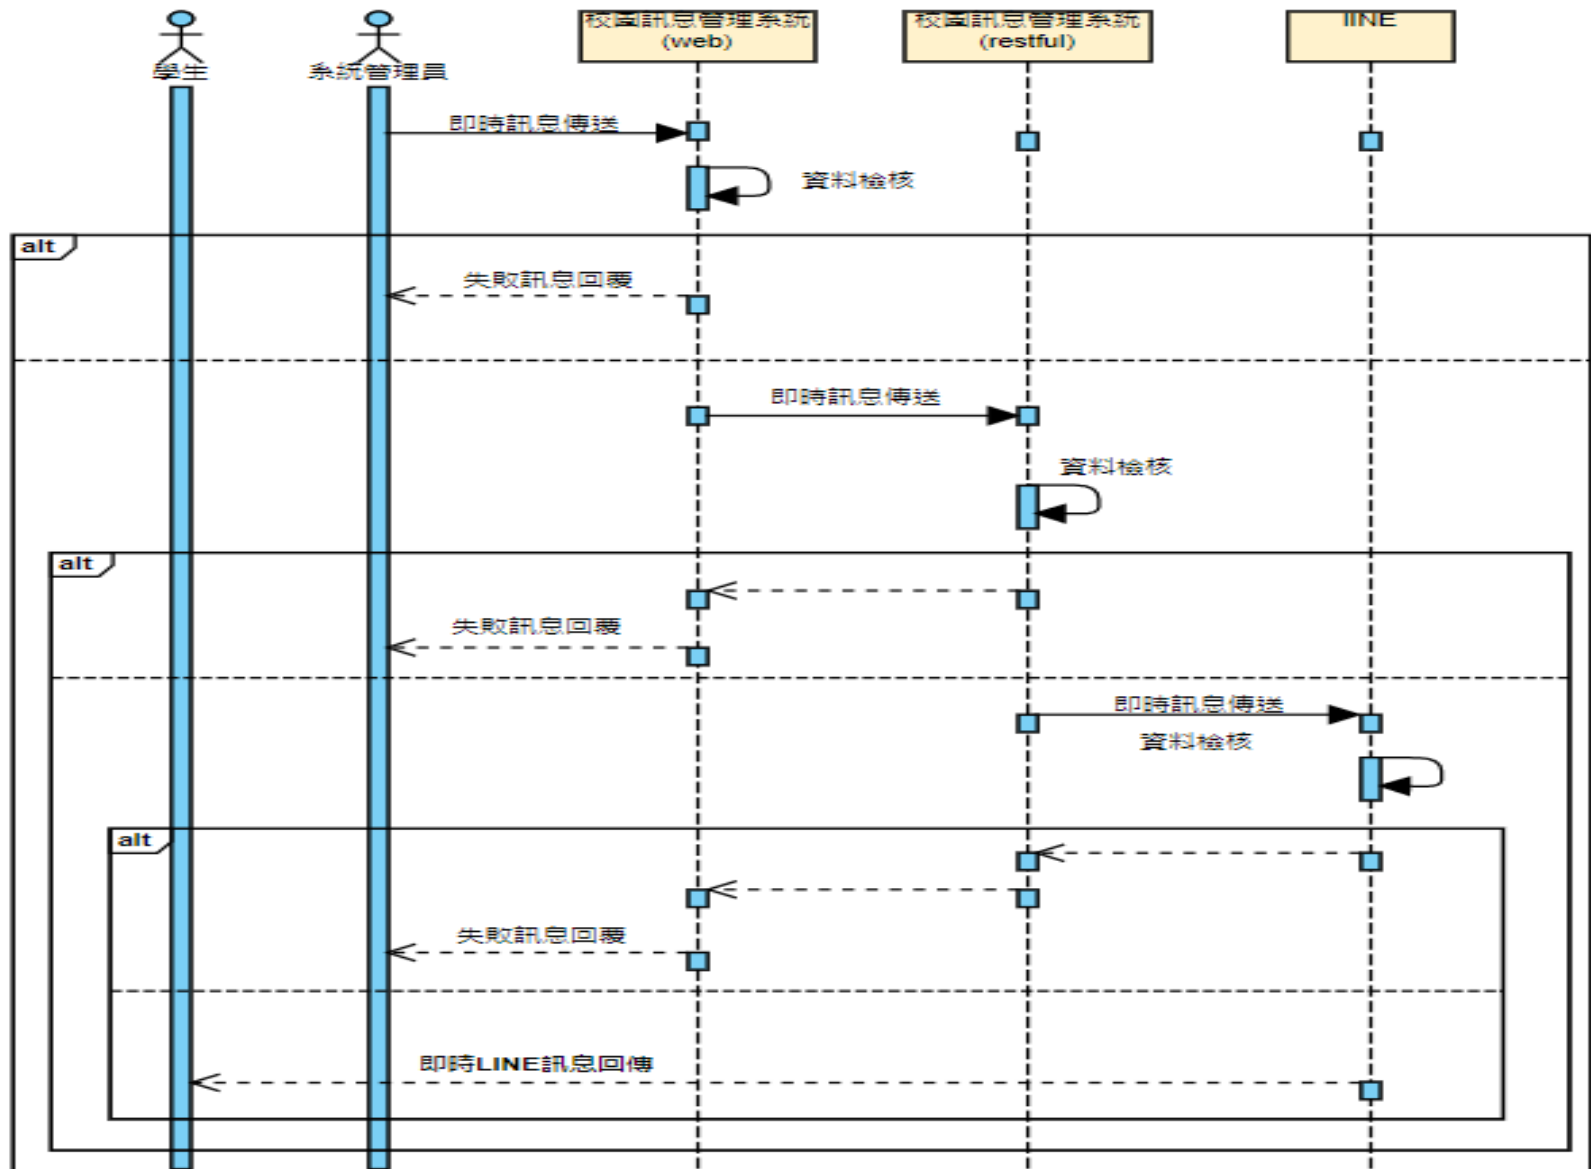 校園訊息管理系統
(web)
校園訊息管理系統
(restful)
lINE
學生
系統管理員
即時訊息傳送
資料檢核
alt
失敗訊息回覆
即時訊息傳送
資料檢核
alt
失敗訊息回覆
即時訊息傳送
資料檢核
alt
失敗訊息回覆
即時LINE訊息回傳